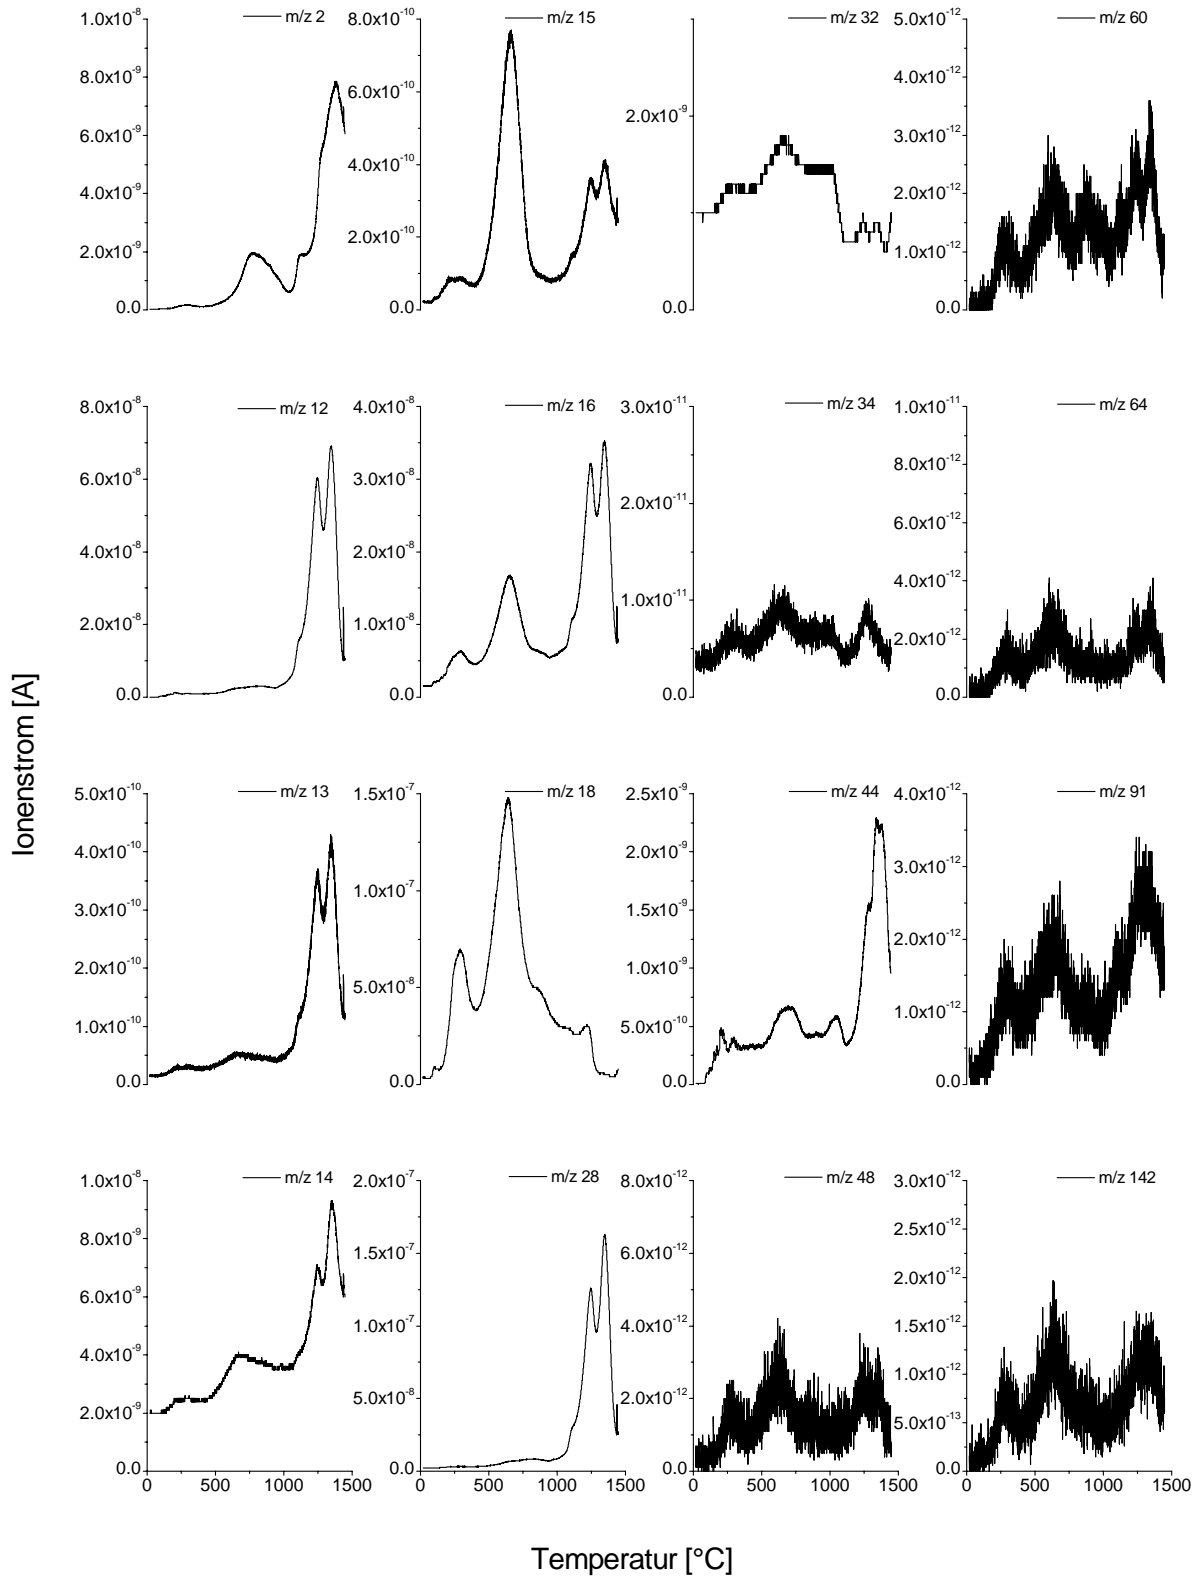 m/z 2
1.0x10⁻⁸
8.0x10⁻⁹
6.0x10⁻⁹
4.0x10⁻⁹
2.0x10⁻⁹
0.0
m/z 15
8.0x10⁻¹⁰
6.0x10⁻¹⁰
4.0x10⁻¹⁰
2.0x10⁻¹⁰
0.0
m/z 32
2.0x10⁻⁹
0.0
m/z 60
5.0x10⁻¹²
4.0x10⁻¹²
3.0x10⁻¹²
2.0x10⁻¹²
1.0x10⁻¹²
0.0
m/z 12
8.0x10⁻⁸
6.0x10⁻⁸
4.0x10⁻⁸
2.0x10⁻⁸
0.0
m/z 16
4.0x10⁻⁸
3.0x10⁻⁸
2.0x10⁻⁸
1.0x10⁻⁸
0.0
m/z 34
3.0x10⁻¹¹
2.0x10⁻¹¹
1.0x10⁻¹¹
0.0
m/z 64
1.0x10⁻¹¹
8.0x10⁻¹²
6.0x10⁻¹²
4.0x10⁻¹²
2.0x10⁻¹²
0.0
Ionenstrom [A]
m/z 13
5.0x10⁻¹⁰
4.0x10⁻¹⁰
3.0x10⁻¹⁰
2.0x10⁻¹⁰
1.0x10⁻¹⁰
0.0
m/z 18
1.5x10⁻⁷
1.0x10⁻⁷
5.0x10⁻⁸
0.0
m/z 44
2.5x10⁻⁹
2.0x10⁻⁹
1.5x10⁻⁹
1.0x10⁻⁹
5.0x10⁻¹⁰
0.0
m/z 91
4.0x10⁻¹²
3.0x10⁻¹²
2.0x10⁻¹²
1.0x10⁻¹²
0.0
m/z 14
1.0x10⁻⁸
8.0x10⁻⁹
6.0x10⁻⁹
4.0x10⁻⁹
2.0x10⁻⁹
0.0
0 500 1000 1500
m/z 28
2.0x10⁻⁷
1.5x10⁻⁷
1.0x10⁻⁷
5.0x10⁻⁸
0.0
0 500 1000 1500
m/z 48
8.0x10⁻¹²
6.0x10⁻¹²
4.0x10⁻¹²
2.0x10⁻¹²
0.0
0 500 1000 1500
m/z 142
3.0x10⁻¹²
2.5x10⁻¹²
2.0x10⁻¹²
1.5x10⁻¹²
1.0x10⁻¹²
5.0x10⁻¹³
0.0
0 500 1000 1500
Temperatur [°C]